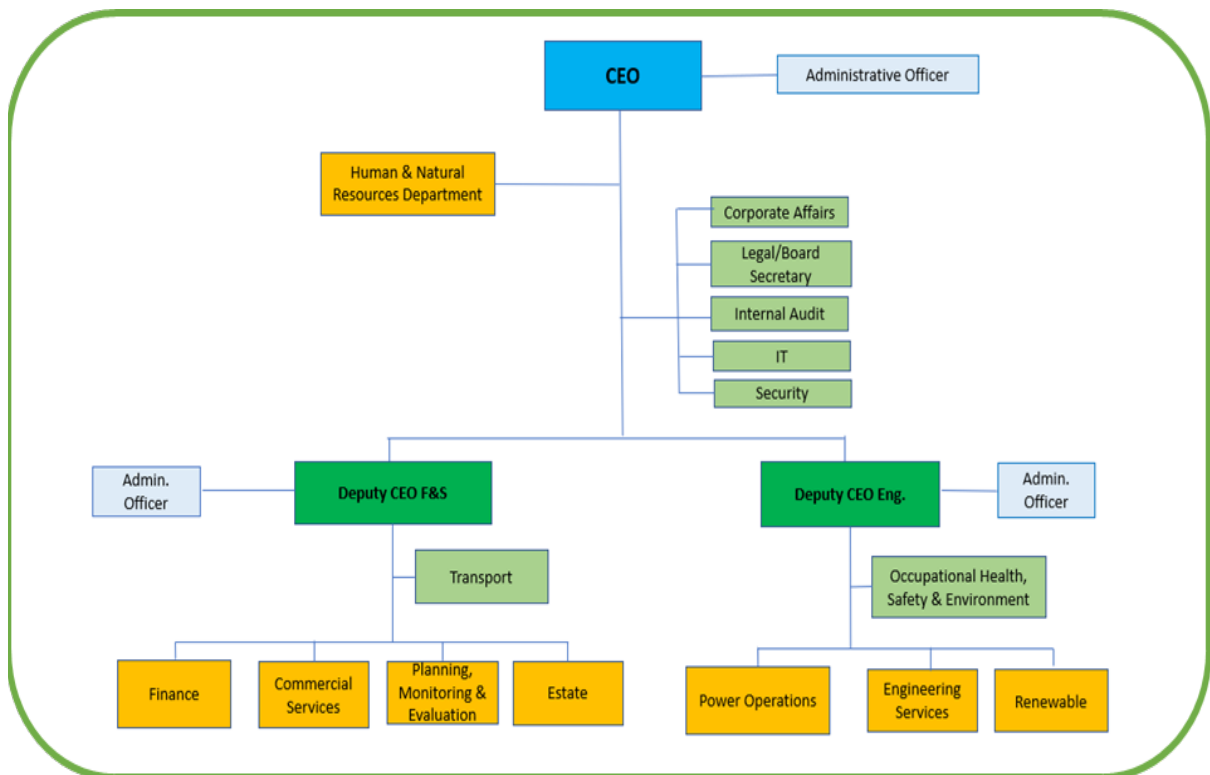 CEO
Administrative Officer
Human & Natural
Resources Department
Corporate Affairs
Legal/Board
Secretary
Internal Audit
IT
Security
Admin.
Officer
Deputy CEO F&S
Deputy CEO Eng.
Admin.
Officer
Transport
Occupational Health,
Safety & Environment
Finance
Commercial
Services
Planning,
Monitoring &
Evaluation
Estate
Power Operations
Engineering
Services
Renewable